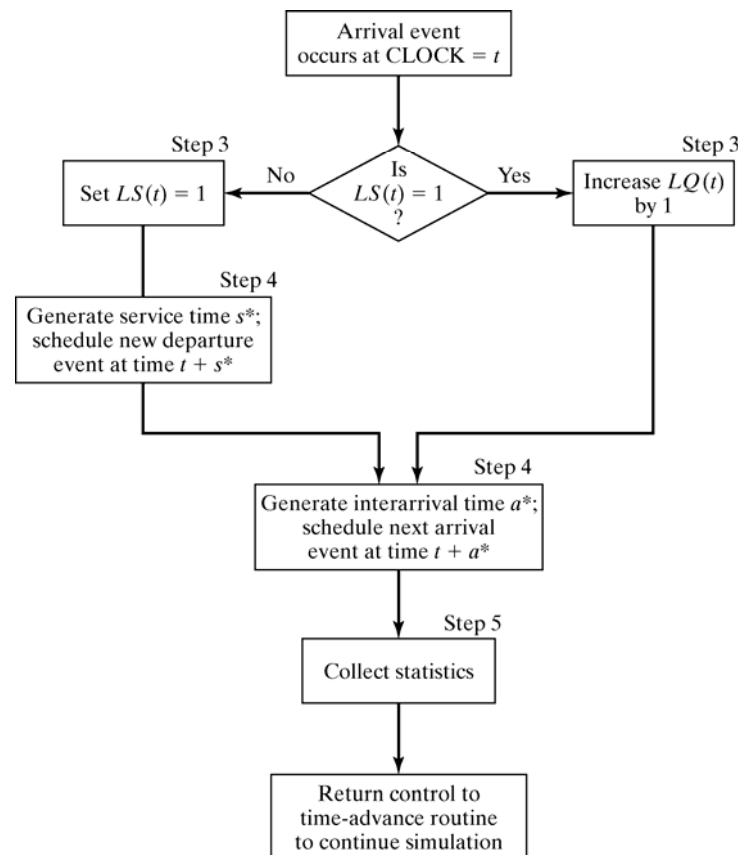 Arrival event
occurs at CLOCK = t
Step 3
Set LS(t) = 1
No
Is
LS(t) = 1
?
Yes
Step 3
Increase LQ(t)
by 1
Step 4
Generate service time s*;
schedule new departure
event at time t + s*
Step 4
Generate interarrival time a*;
schedule next arrival
event at time t + a*
Step 5
Collect statistics
Return control to
time-advance routine
to continue simulation